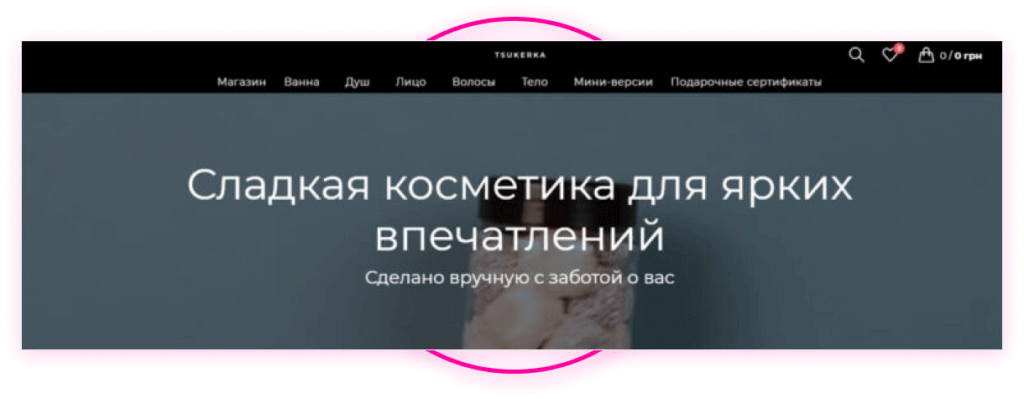 TSUKERKA
0 / 0 грн
Магазин Ванна Душ Лицо Волосы Тело Мини-версии Подарочные сертификаты
Сладкая косметика для ярких
впечатлений
Сделано вручную с заботой о вас